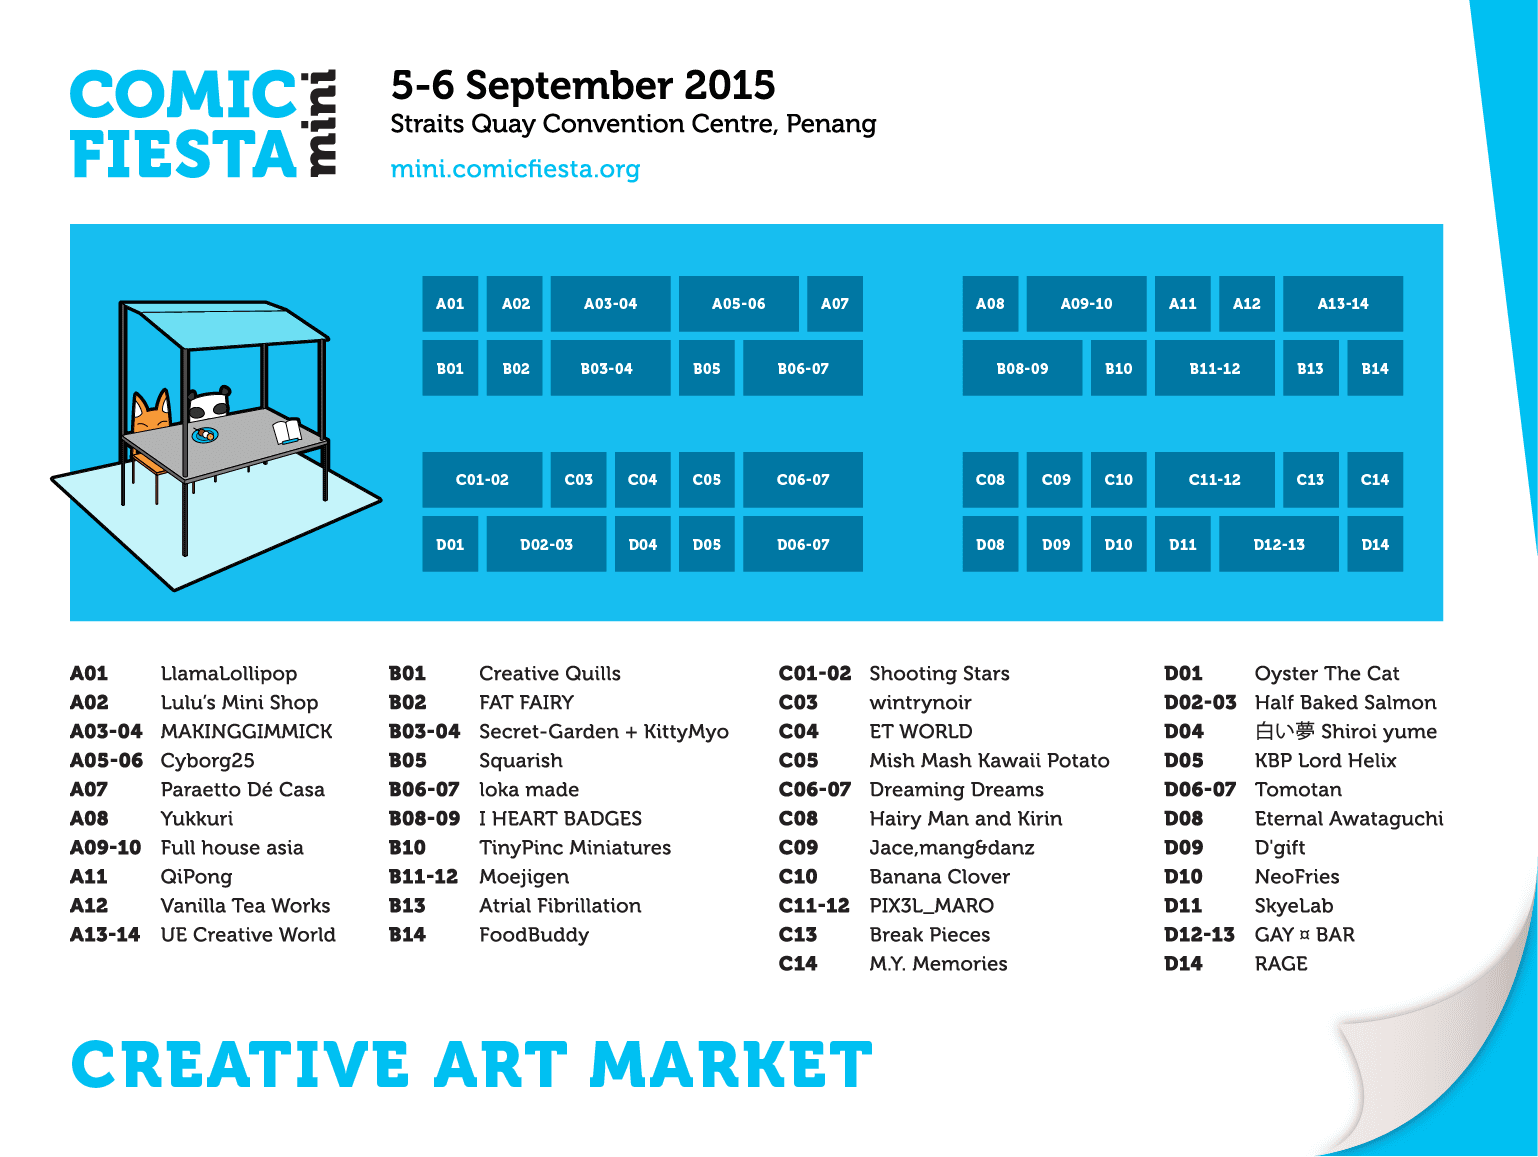 COMIC
FIESTA
mini
5-6 September 2015
Straits Quay Convention Centre, Penang
mini.comicfiesta.org
A01 A02 A03-04 A05-06 A07 A08 A09-10 A11 A12 A13-14
B01 B02 B03-04 B05 B06-07 B08-09 B10 B11-12 B13 B14
C01-02 C03 C04 C05 C06-07 C08 C09 C10 C11-12 C13 C14
D01 D02-03 D04 D05 D06-07 D08 D09 D10 D11 D12-13 D14
A01 LlamaLollipop
A02 Lulu’s Mini Shop
A03-04 MAKINGGIMMICK
A05-06 Cyborg25
A07 Paraetto Dé Casa
A08 Yukkuri
A09-10 Full house asia
A11 QiPong
A12 Vanilla Tea Works
A13-14 UE Creative World
B01 Creative Quills
B02 FAT FAIRY
B03-04 Secret-Garden + KittyMyo
B05 Squarish
B06-07 loka made
B08-09 I HEART BADGES
B10 TinyPinc Miniatures
B11-12 Moejigen
B13 Atrial Fibrillation
B14 FoodBuddy
C01-02 Shooting Stars
C03 wintrynoir
C04 ET WORLD
C05 Mish Mash Kawaii Potato
C06-07 Dreaming Dreams
C08 Hairy Man and Kirin
C09 Jace,mang&danz
C10 Banana Clover
C11-12 PIX3L_MARO
C13 Break Pieces
C14 M.Y. Memories
D01 Oyster The Cat
D02-03 Half Baked Salmon
D04 白い夢 Shiroi yume
D05 KBP Lord Helix
D06-07 Tomotan
D08 Eternal Awataguchi
D09 D'gift
D10 NeoFries
D11 SkyeLab
D12-13 GAY ¤ BAR
D14 RAGE
CREATIVE ART MARKET